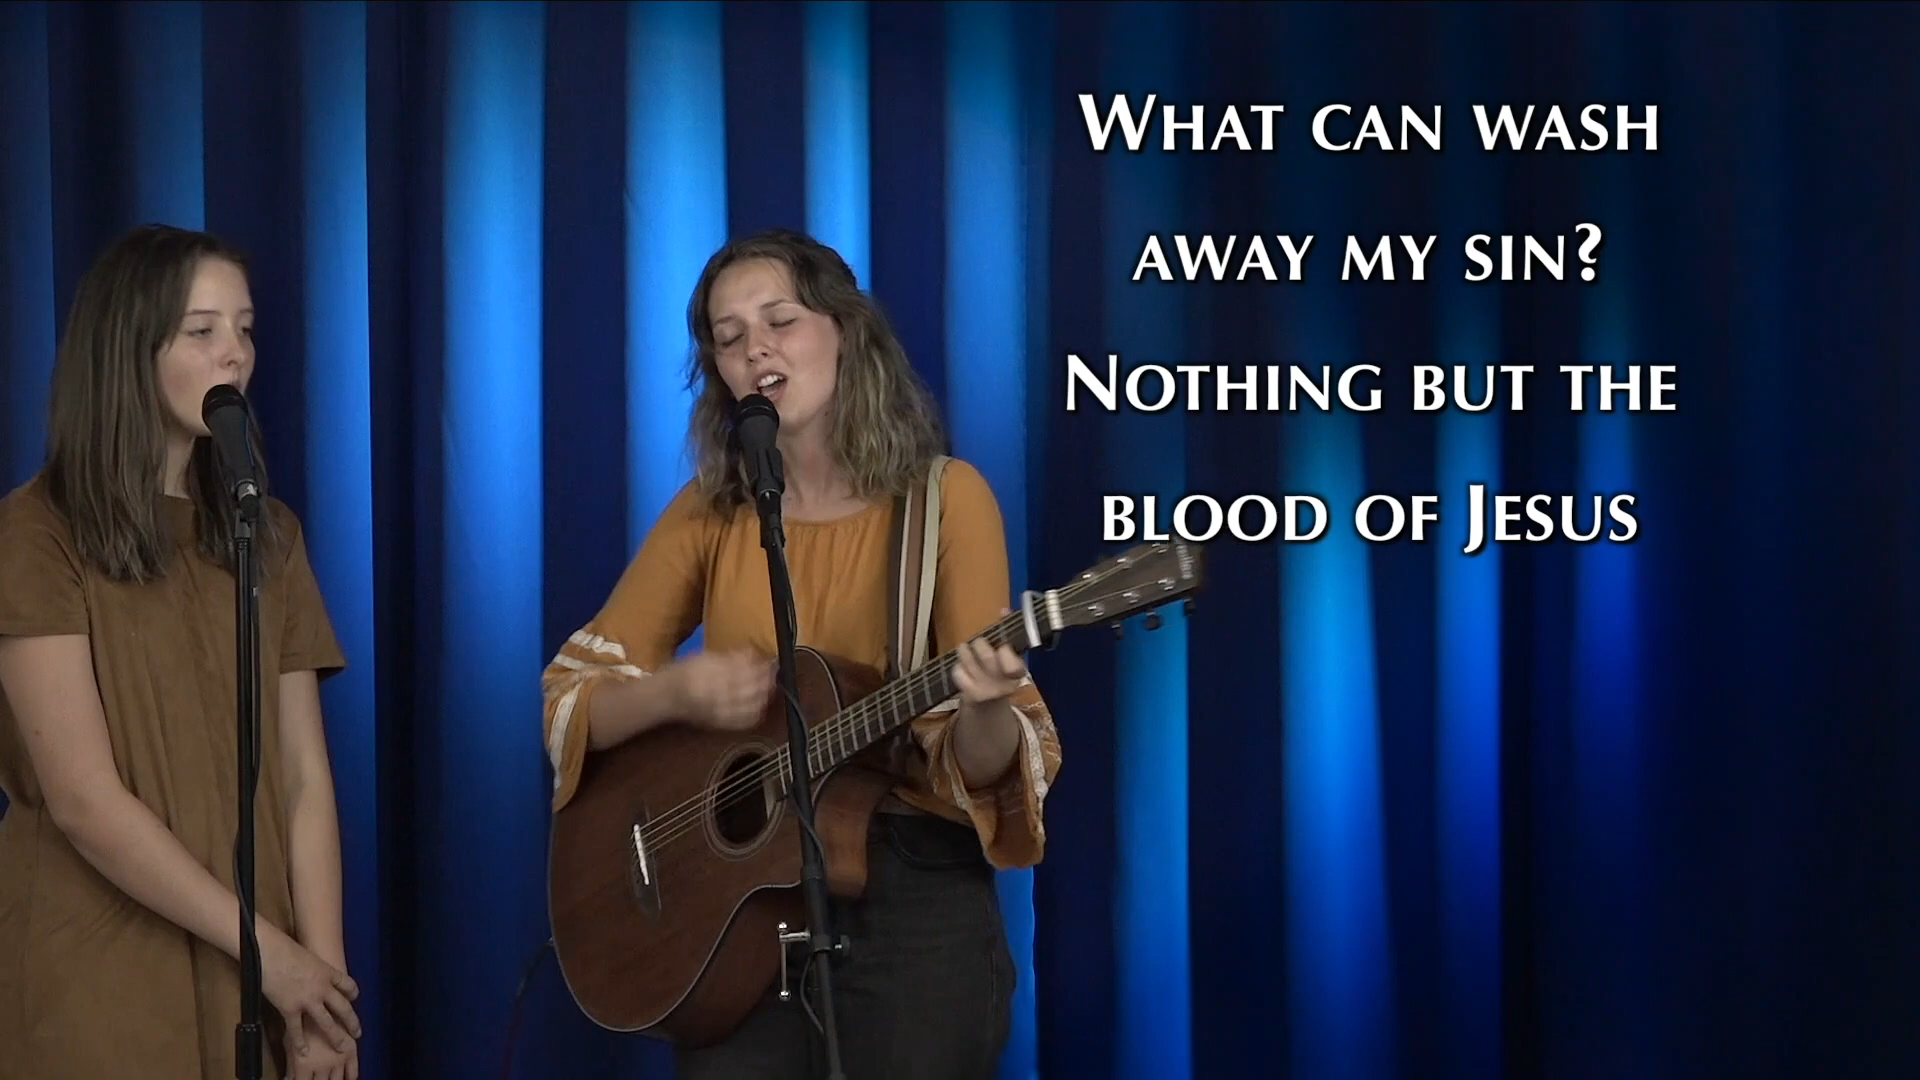 What can wash
away my sin?
Nothing but the
blood of Jesus